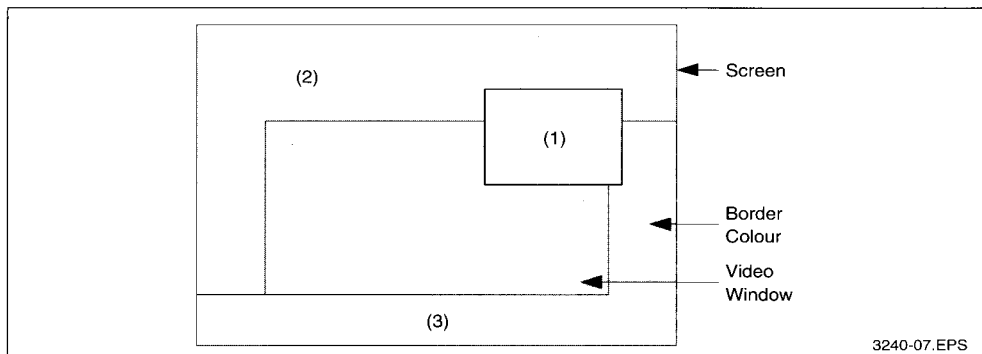 (2)
Screen
(1)
Border
Colour
Video
Window
(3)
3240-07.EPS